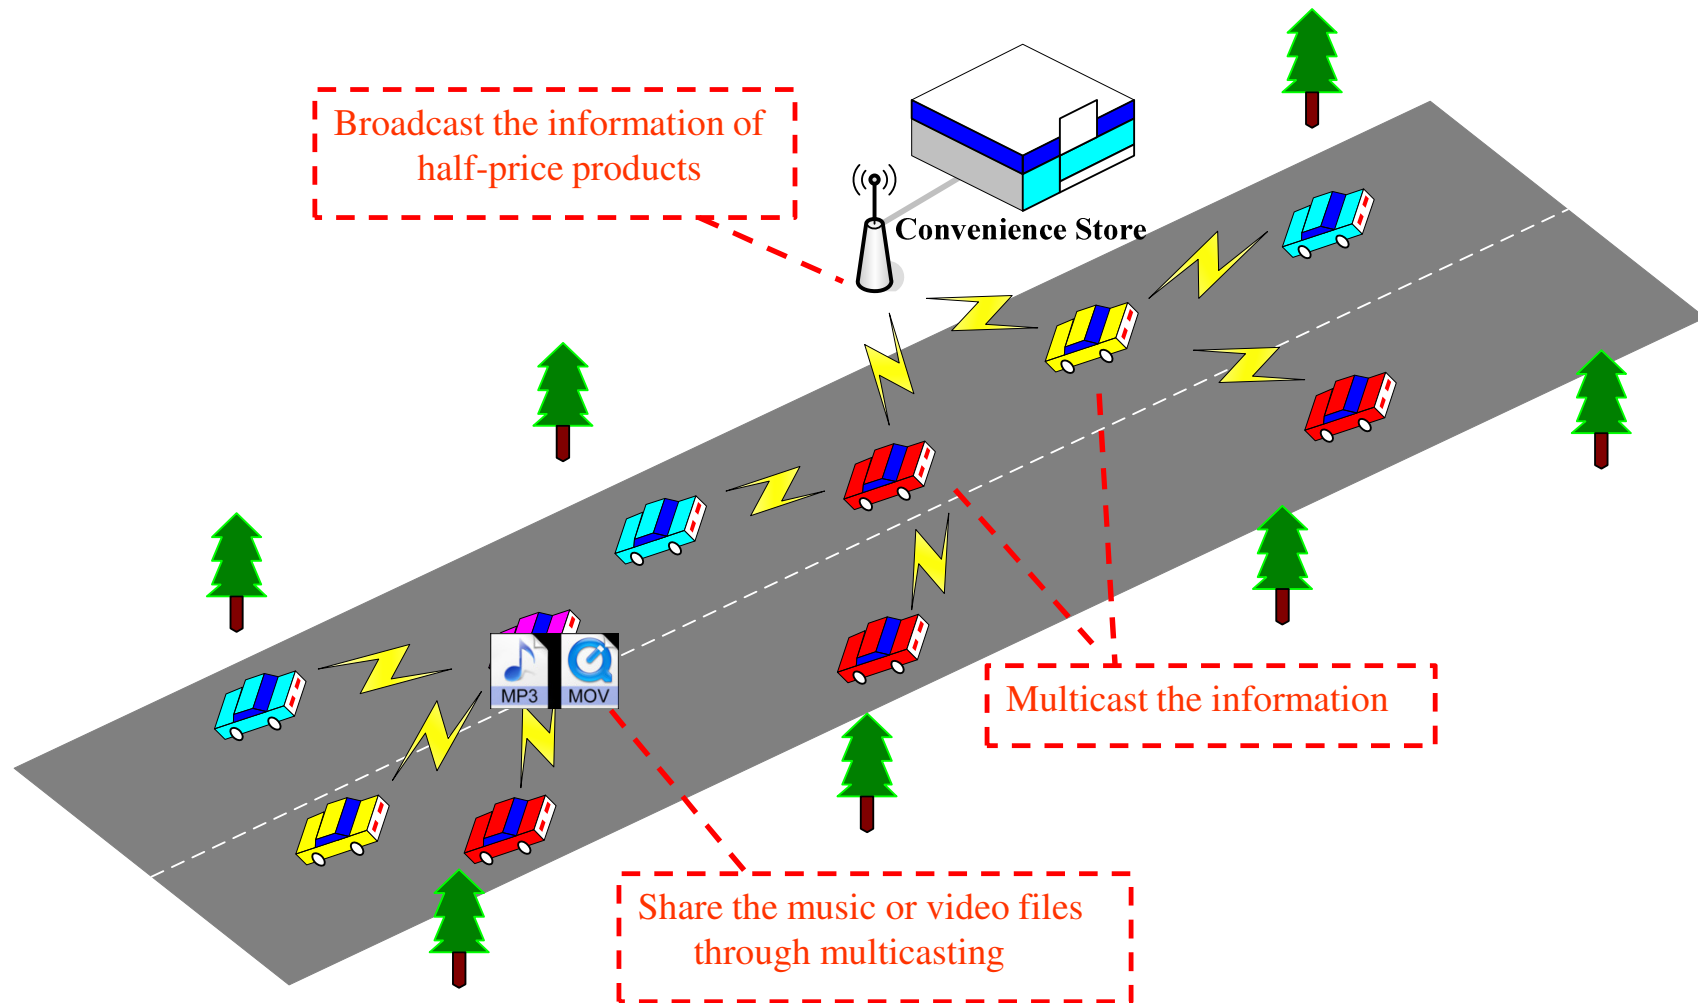 Broadcast the information of
half-price products
Convenience Store
MP3
MOV
Multicast the information
Share the music or video files
through multicasting